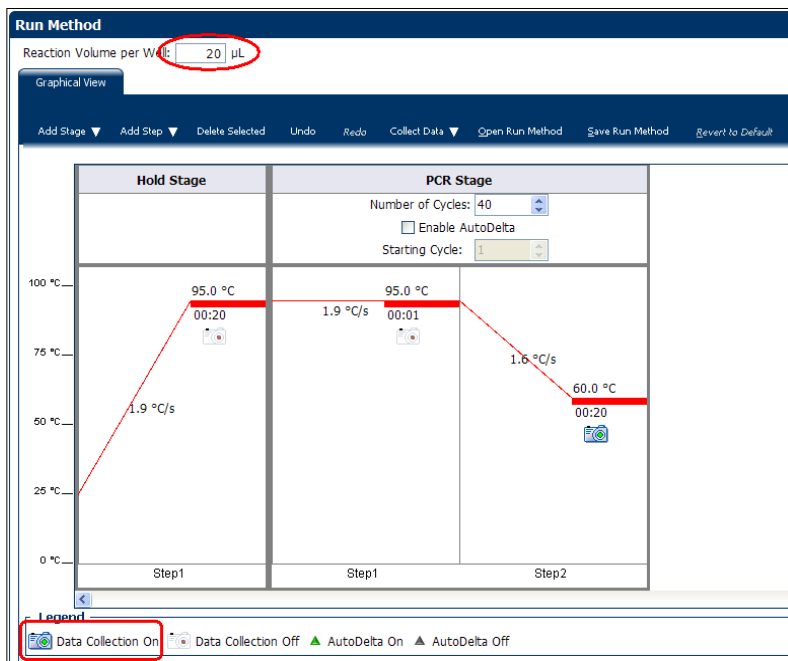 Run Method
Reaction Volume per Well: 20 µL
Graphical View
Add Stage ▼ Add Step ▼ Delete Selected Undo Redo Collect Data ▼ Open Run Method Save Run Method Revert to Default
Hold Stage PCR Stage
Number of Cycles: 40
Enable AutoDelta
Starting Cycle: 1
100 °C
95.0 °C 95.0 °C
00:20 1.9 °C/s 00:01
75 °C
1.6 °C/s
60.0 °C
1.9 °C/s 00:20
50 °C
25 °C
0 °C
Step1 Step1 Step2
Legend
Data Collection On Data Collection Off AutoDelta On AutoDelta Off